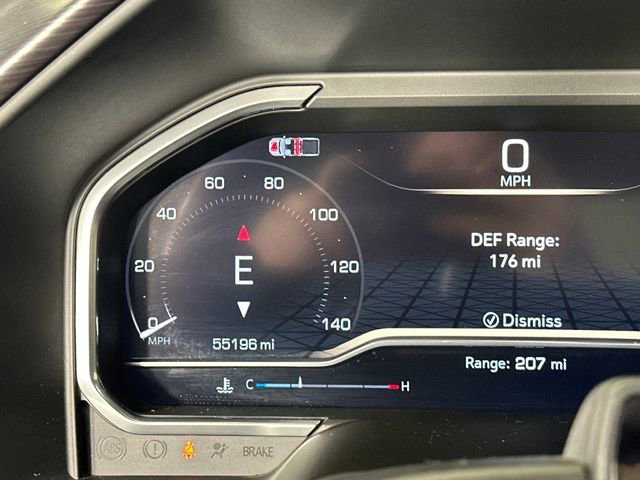 0
MPH
60 80
40 100
DEF Range:
176 mi
20 E 120
0 140
MPH
Dismiss
55196 mi
Range: 207 mi
C H
ABS ! BRAKE